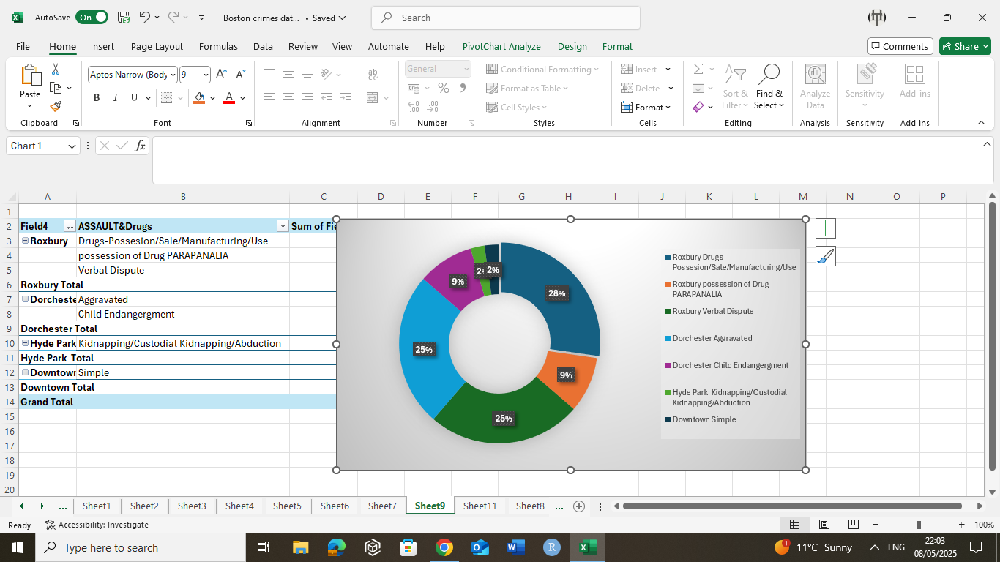 AutoSave On Boston crimes dat... • Saved Search
File Home Insert Page Layout Formulas Data Review View Automate Help PivotChart Analyze Design Format Comments Share
Paste Aptos Narrow (Body 9 A A General Conditional Formatting Insert Sort & Find & Analyze Sensitivity Add-ins
B I U A ab % Format as Table Delete Filter Select Data
Cell Styles Format
Clipboard Font Alignment Number Styles Cells Editing Analysis Sensitivity Add-ins
Chart 1 fx
A B C D E F G H I J K L M N O P
1
2 Field4 ASSAULT&Drugs Sum of Fie
3 Roxbury Drugs-Possesion/Sale/Manufacturing/Use
4 possession of Drug PARAPANALIA
5 Verbal Dispute
6 Roxbury Total
7 Dorcheste Aggravated
8 Child Endangergment
9 Dorchester Total
10 Hyde Park Kidnapping/Custodial Kidnapping/Abduction
11 Hyde Park Total
12 Downtown Simple
13 Downtown Total
14 Grand Total
15
16
17
18
19
20
28%
9%
25%
25%
9%
2%
2%
Roxbury Drugs-
Possesion/Sale/Manufacturing/Use
Roxbury possession of Drug
PARAPANALIA
Roxbury Verbal Dispute
Dorchester Aggravated
Dorchester Child Endangergment
Hyde Park Kidnapping/Custodial
Kidnapping/Abduction
Downtown Simple
... Sheet1 Sheet2 Sheet3 Sheet4 Sheet5 Sheet6 Sheet7 Sheet9 Sheet11 Sheet8 ...
Ready Accessibility: Investigate 100%
Type here to search 1 11°C Sunny ENG 22:03
08/05/2025